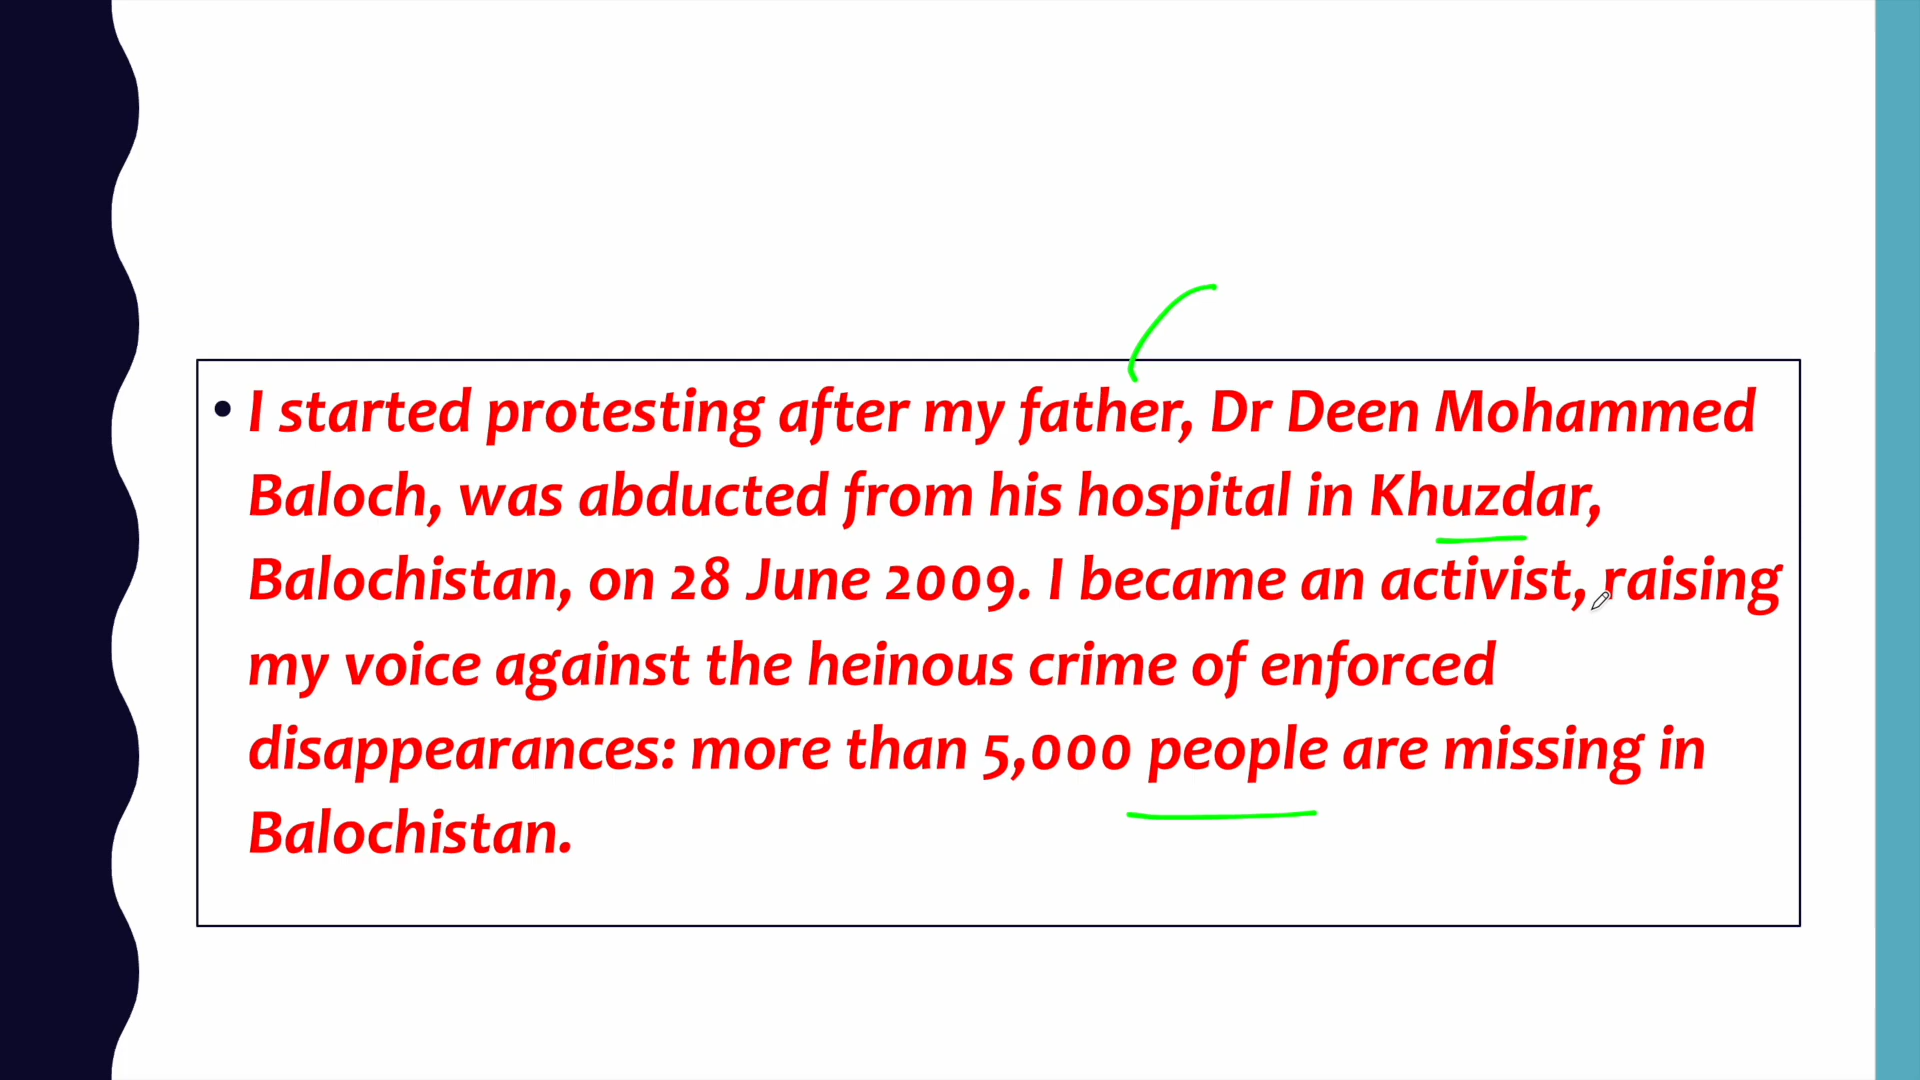 • I started protesting after my father, Dr Deen Mohammed
Baloch, was abducted from his hospital in Khuzdar,
Balochistan, on 28 June 2009. I became an activist, raising
my voice against the heinous crime of enforced
disappearances: more than 5,000 people are missing in
Balochistan.